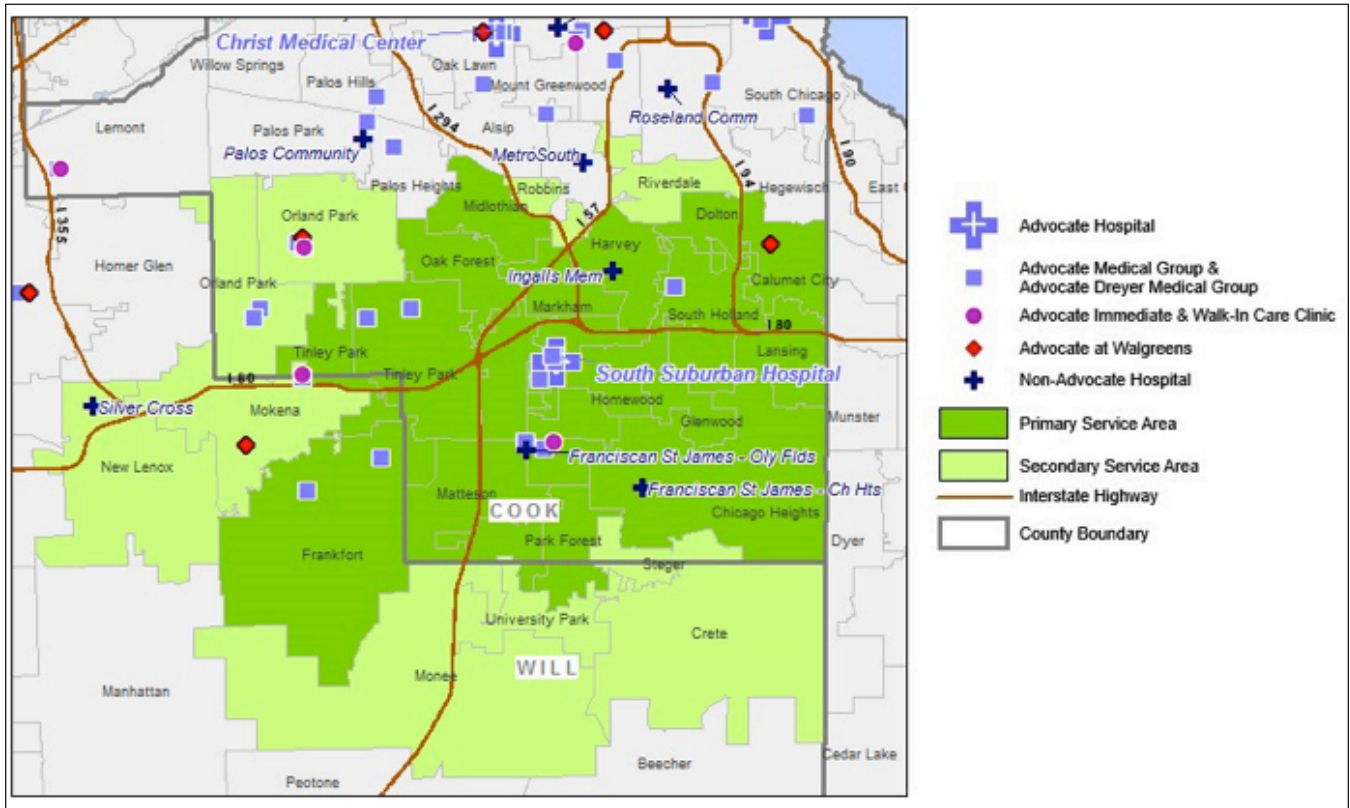 Christ Medical Center
Willow Springs
Oak Lawn
Palos Hills
Mount Greenwood
South Chicago
Lemont
I 294
Alsip
Roseland Comm
Palos Park
Palos Community
MetroSouth
I 90
I 94
Palos Heights
Robbins
Riverdale
Hegewisch
I 355
Orland Park
Midlothian
I 57
Dolton
Harvey
Homer Glen
Oak Forest
Ingalls Mem
Calumet City
Orland Park
Markham
South Holland
I 80
Tinley Park
Lansing
Tinley Park
South Suburban Hospital
I 80
Silver Cross
Mokena
Homewood
Glenwood
Munster
New Lenox
Franciscan St James - Oly Flds
Matteson
Franciscan St James - Ch Hts
COOK
Chicago Heights
Frankfort
Park Forest
Dyer
Steger
University Park
Crete
WILL
Monee
Manhattan
Cedar Lake
Beecher
Peotone
Advocate Hospital
Advocate Medical Group &
Advocate Dreyer Medical Group
Advocate Immediate & Walk-In Care Clinic
Advocate at Walgreens
Non-Advocate Hospital
Primary Service Area
Secondary Service Area
Interstate Highway
County Boundary